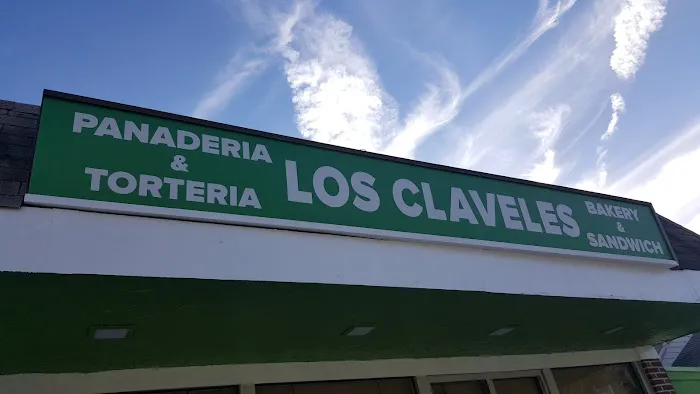 PANADERIA
&
TORTERIA
LOS CLAVELES
BAKERY
&
SANDWICH